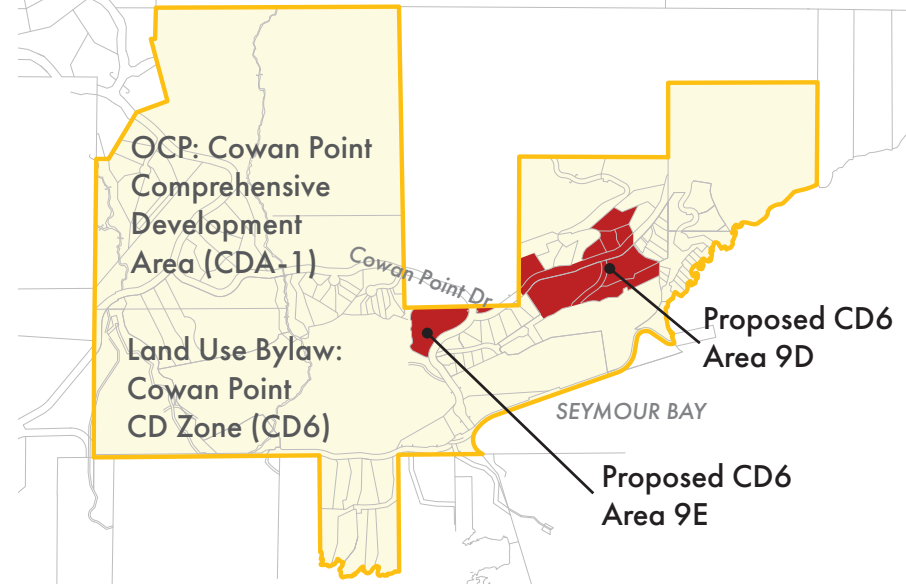 OCP: Cowan Point
Comprehensive
Development
Area (CDA-1)
Cowan Point Dr
Land Use Bylaw:
Cowan Point
CD Zone (CD6)
Proposed CD6
Area 9D
SEYMOUR BAY
Proposed CD6
Area 9E